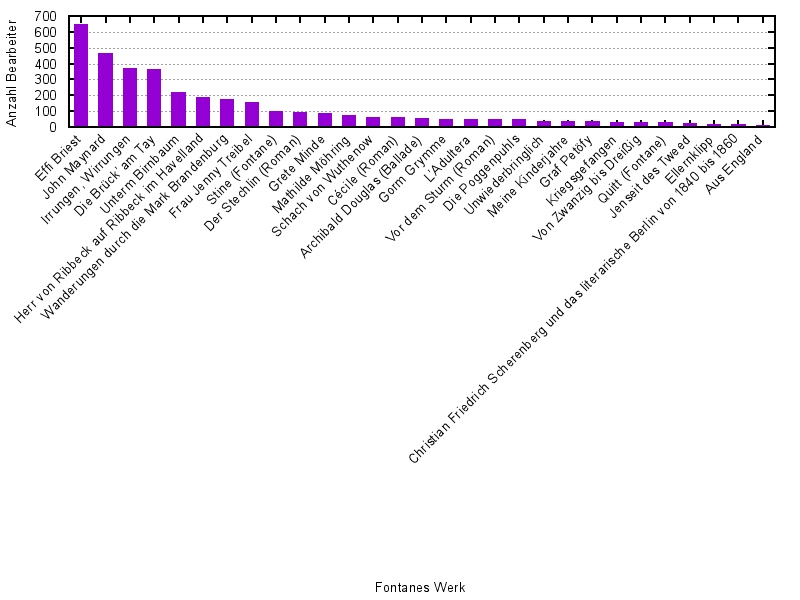 Anzahl Bearbeiter
700
600
500
400
300
200
100
0
Effi Briest
John Maynard
Irrungen, Wirrungen
Die Brück' am Tay
Unterm Birnbaum
Herr von Ribbeck auf Ribbeck im Havelland
Wanderungen durch die Mark Brandenburg
Frau Jenny Treibel
Stine (Fontane)
Der Stechlin (Roman)
Grete Minde
Mathilde Möhring
Schach von Wuthenow
Cécile (Roman)
Archibald Douglas (Ballade)
Gorm Grymme
L'Adultera
Vor dem Sturm (Roman)
Die Poggenpuhls
Unwiederbringlich
Meine Kinderjahre
Graf Petöfy
Kriegsgefangen
Von Zwanzig bis Dreißig
Quitt (Fontane)
Jenseit des Tweed
Ellernklipp
Christian Friedrich Scherenberg und das literarische Berlin von 1840 bis 1860
Aus England
Fontanes Werk